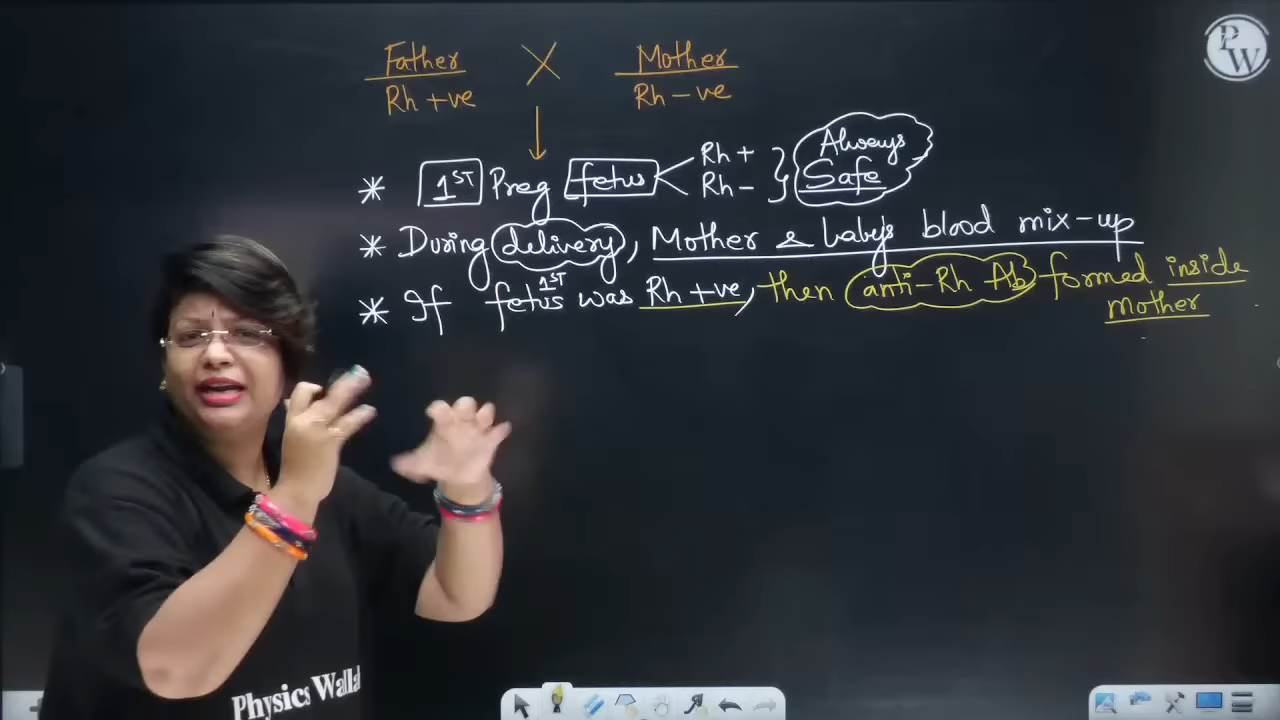 Father X Mother
Rh +ve Rh -ve
PW
* 1ST Preg fetus Rh + Always
Rh - Safe
* During delivery, Mother & baby's blood mix-up
* If 1ST fetus was Rh +ve, then anti-Rh Ab formed inside
mother
Physics Walla